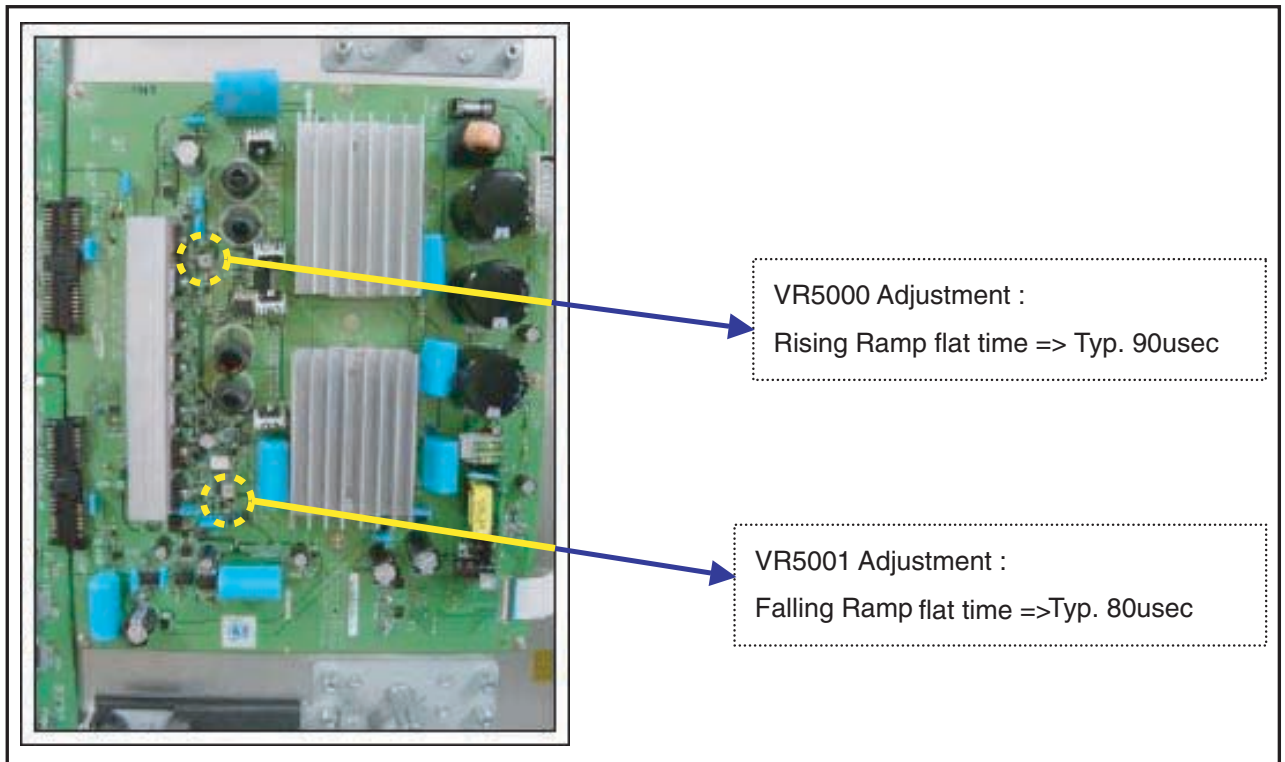 VR5000 Adjustment :
Rising Ramp flat time => Typ. 90usec
VR5001 Adjustment :
Falling Ramp flat time =>Typ. 80usec